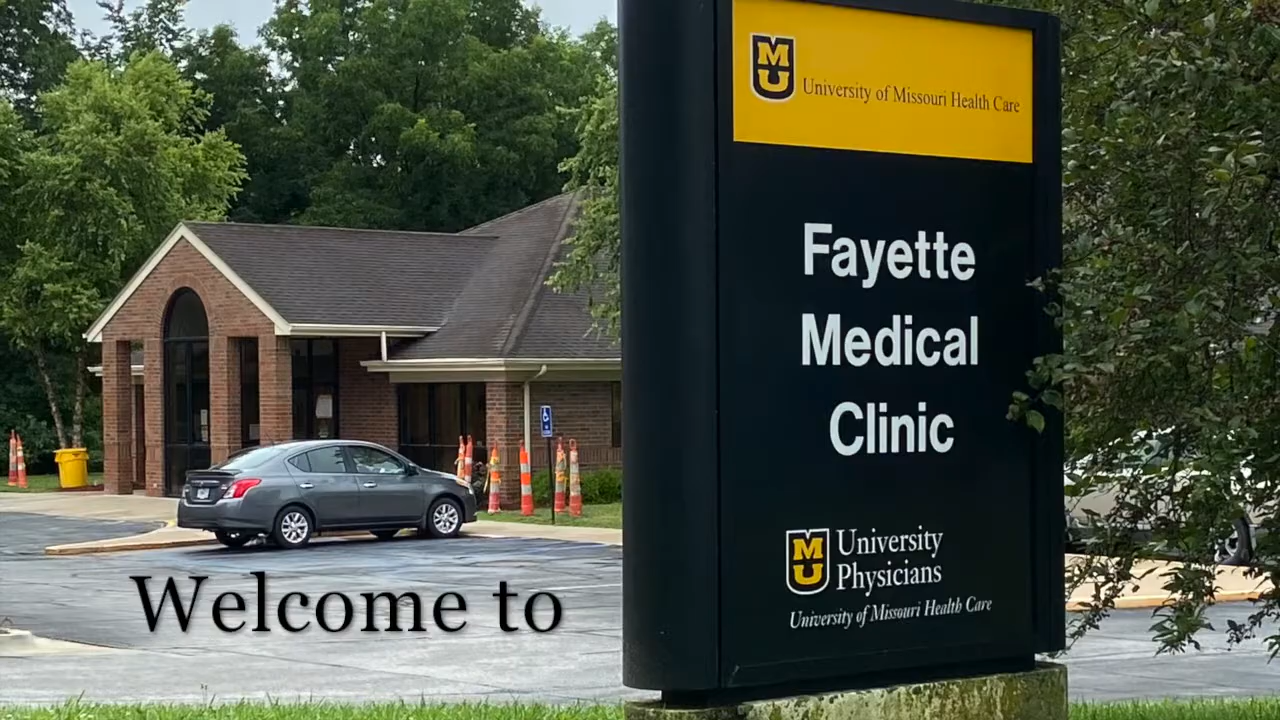 MU
University of Missouri Health Care
Fayette
Medical
Clinic
MU
University
Physicians
University of Missouri Health Care
Welcome to